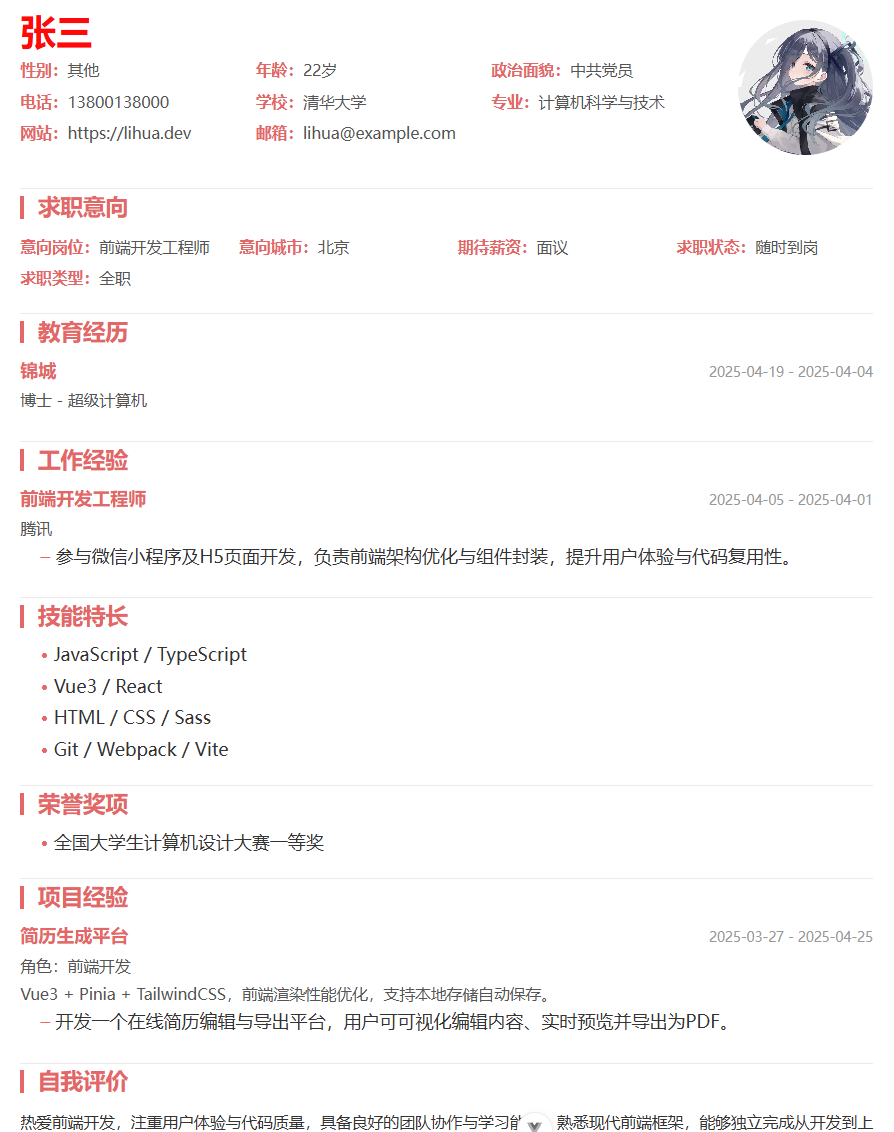 张三
性别：其他 年龄：22岁 政治面貌：中共党员
电话：13800138000 学校：清华大学 专业：计算机科学与技术
网站：https://lihua.dev 邮箱：lihua@example.com
求职意向
意向岗位：前端开发工程师 意向城市：北京 期待薪资：面议 求职状态：随时到岗
求职类型：全职
教育经历
锦城 2025-04-19 - 2025-04-04
博士 - 超级计算机
工作经验
前端开发工程师 2025-04-05 - 2025-04-01
腾讯
– 参与微信小程序及H5页面开发，负责前端架构优化与组件封装，提升用户体验与代码复用性。
技能特长
• JavaScript / TypeScript
• Vue3 / React
• HTML / CSS / Sass
• Git / Webpack / Vite
荣誉奖项
• 全国大学生计算机设计大赛一等奖
项目经验
简历生成平台 2025-03-27 - 2025-04-25
角色：前端开发
Vue3 + Pinia + TailwindCSS，前端渲染性能优化，支持本地存储自动保存。
– 开发一个在线简历编辑与导出平台，用户可可视化编辑内容、实时预览并导出为PDF。
自我评价
热爱前端开发，注重用户体验与代码质量，具备良好的团队协作与学习 熟悉现代前端框架，能够独立完成从开发到上